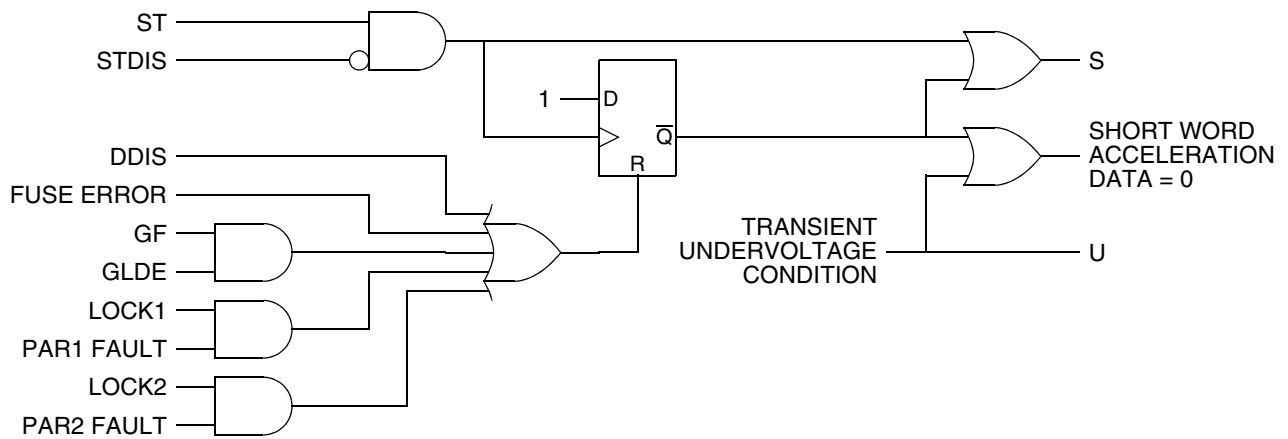 ST
STDIS
S
1
D
Q
R
SHORT WORD
ACCELERATION
DATA = 0
DDIS
FUSE ERROR
GF
GLDE
TRANSIENT
UNDERVOLTAGE
CONDITION
U
LOCK1
PAR1 FAULT
LOCK2
PAR2 FAULT